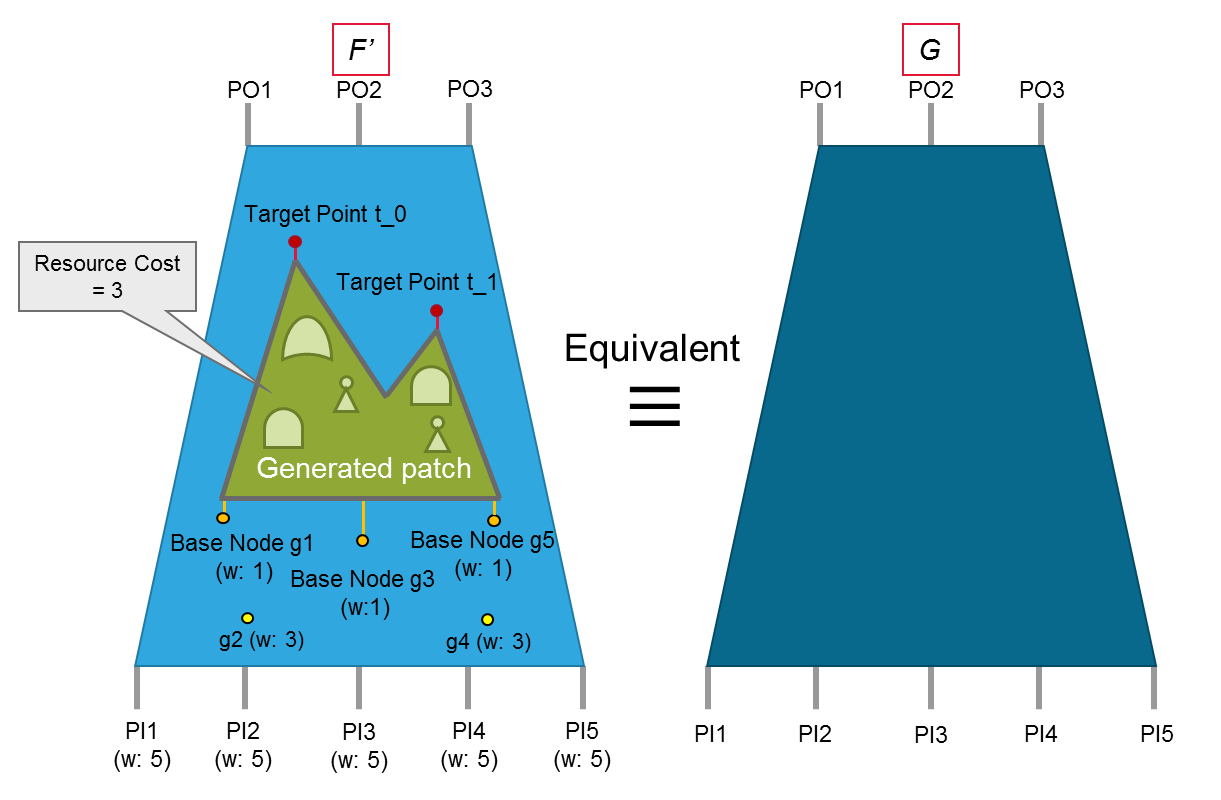 F’
G
PO1
PO2
PO3
PO1
PO2
PO3
Target Point t_0
Resource Cost
= 3
Target Point t_1
Equivalent
≡
Generated patch
Base Node g1
(w: 1)
Base Node g3
(w:1)
Base Node g5
(w: 1)
g2 (w: 3)
g4 (w: 3)
PI1
(w: 5)
PI2
(w: 5)
PI3
(w: 5)
PI4
(w: 5)
PI5
(w: 5)
PI1
PI2
PI3
PI4
PI5